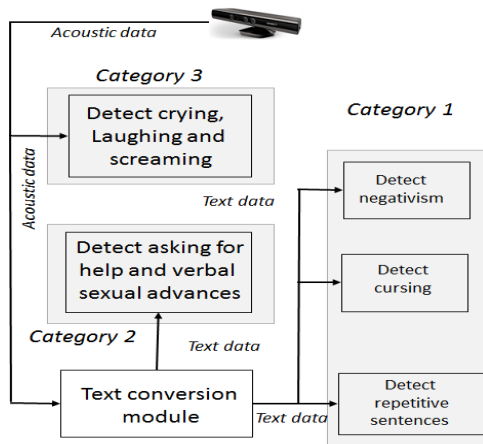 Acoustic data
Category 3
Detect crying,
Laughing and
screaming
Acoustic data
Text data
Category 1
Detect
negativism
Detect
cursing
Detect
repetitive
sentences
Detect asking for
help and verbal
sexual advances
Category 2
Text data
Text conversion
module
Text data